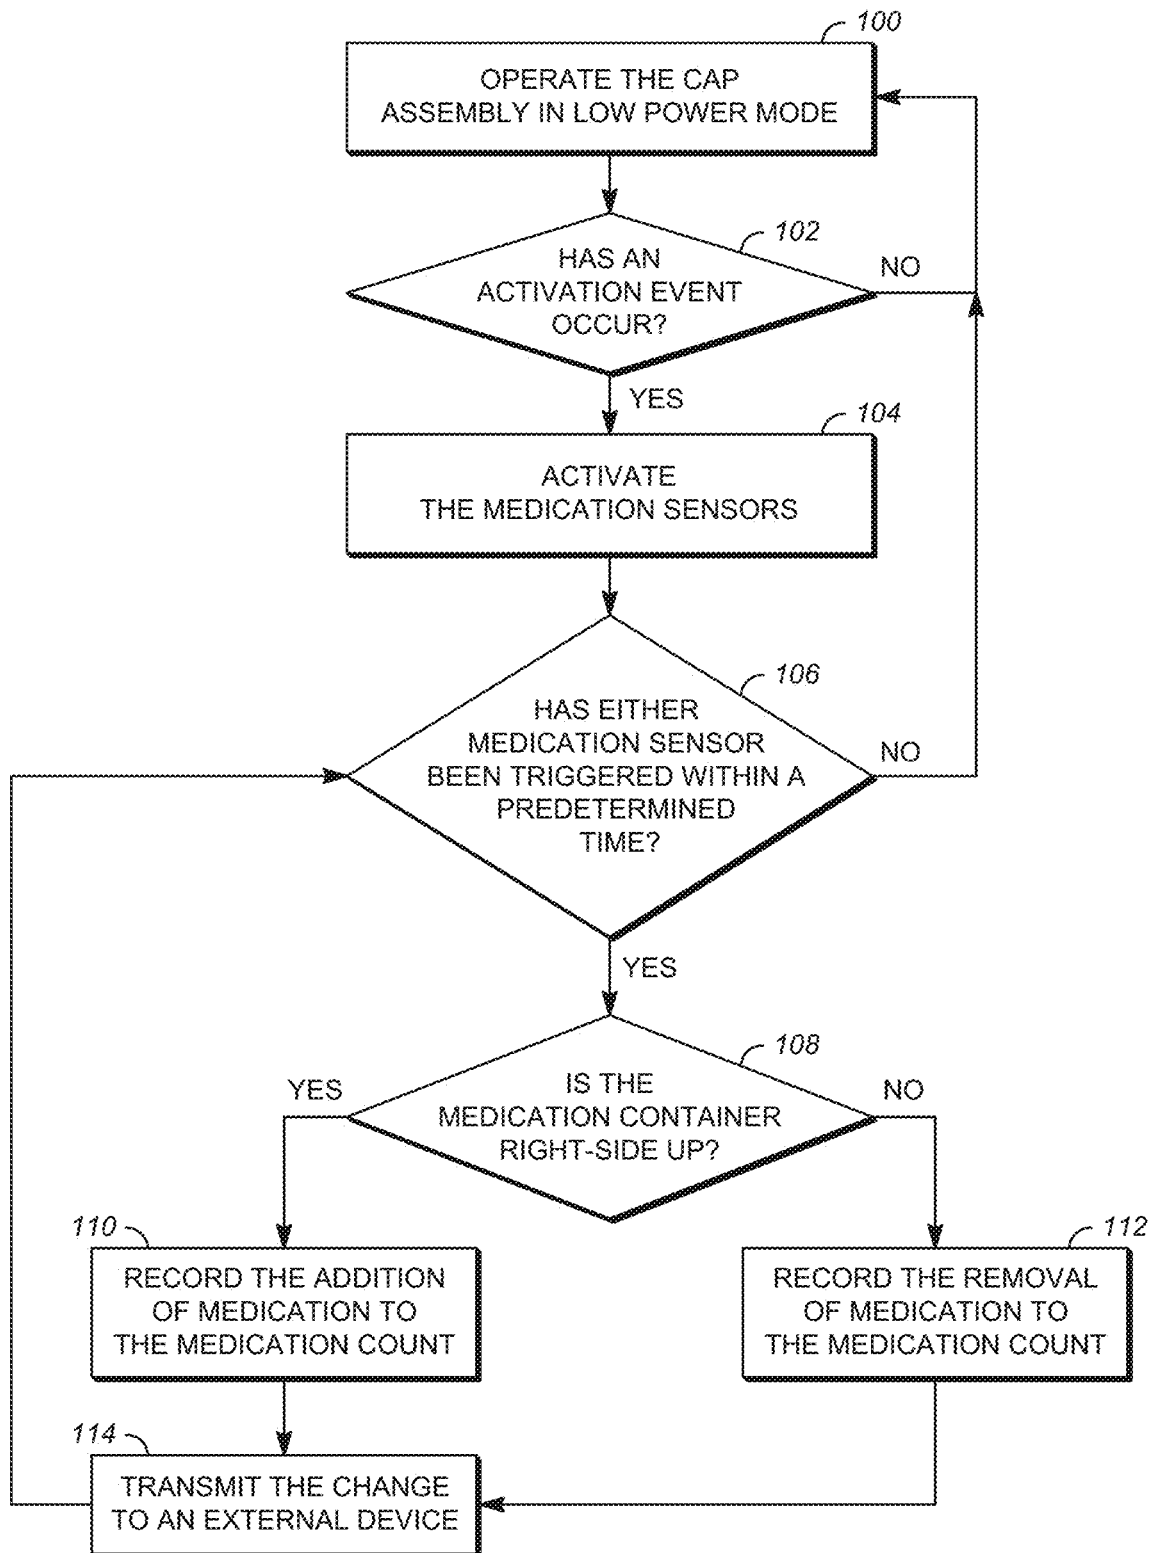 100
OPERATE THE CAP
ASSEMBLY IN LOW POWER MODE
102
HAS AN
ACTIVATION EVENT
OCCUR?
NO
YES
104
ACTIVATE
THE MEDICATION SENSORS
106
HAS EITHER
MEDICATION SENSOR
BEEN TRIGGERED WITHIN A
PREDETERMINED
TIME?
NO
YES
108
YES
IS THE
MEDICATION CONTAINER
RIGHT-SIDE UP?
NO
110
RECORD THE ADDITION
OF MEDICATION TO
THE MEDICATION COUNT
112
RECORD THE REMOVAL
OF MEDICATION TO
THE MEDICATION COUNT
114
TRANSMIT THE CHANGE
TO AN EXTERNAL DEVICE